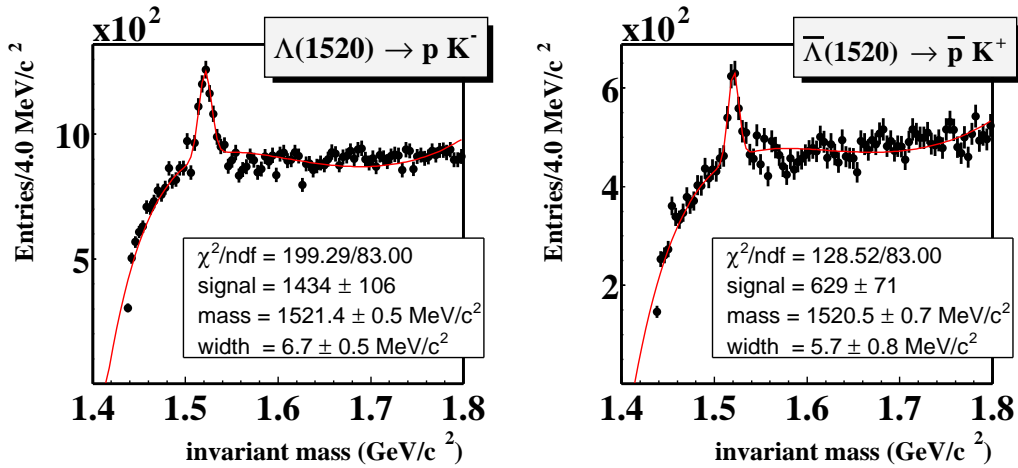 x10²
Λ(1520) → p K⁻
Entries/4.0 MeV/c²
10
5
χ²/ndf = 199.29/83.00
signal = 1434 ± 106
mass = 1521.4 ± 0.5 MeV/c²
width = 6.7 ± 0.5 MeV/c²
1.4 1.5 1.6 1.7 1.8
invariant mass (GeV/c²)
x10²
Λ̅(1520) → p̅ K⁺
Entries/4.0 MeV/c²
6
4
2
χ²/ndf = 128.52/83.00
signal = 629 ± 71
mass = 1520.5 ± 0.7 MeV/c²
width = 5.7 ± 0.8 MeV/c²
1.4 1.5 1.6 1.7 1.8
invariant mass (GeV/c²)